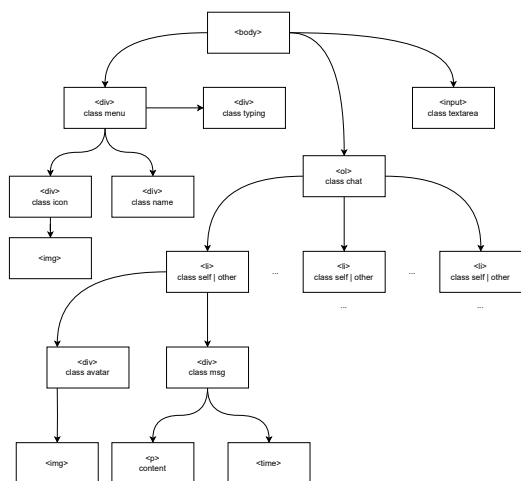 <body>
<div>
class menu
<div>
class typing
<input>
class textarea
<ol>
class chat
<div>
class icon
<div>
class name
<img>
<li>
class self | other
...
<li>
class self | other
...
<li>
class self | other
...
...
<div>
class avatar
<div>
class msg
<img>
<p>
content
<time>